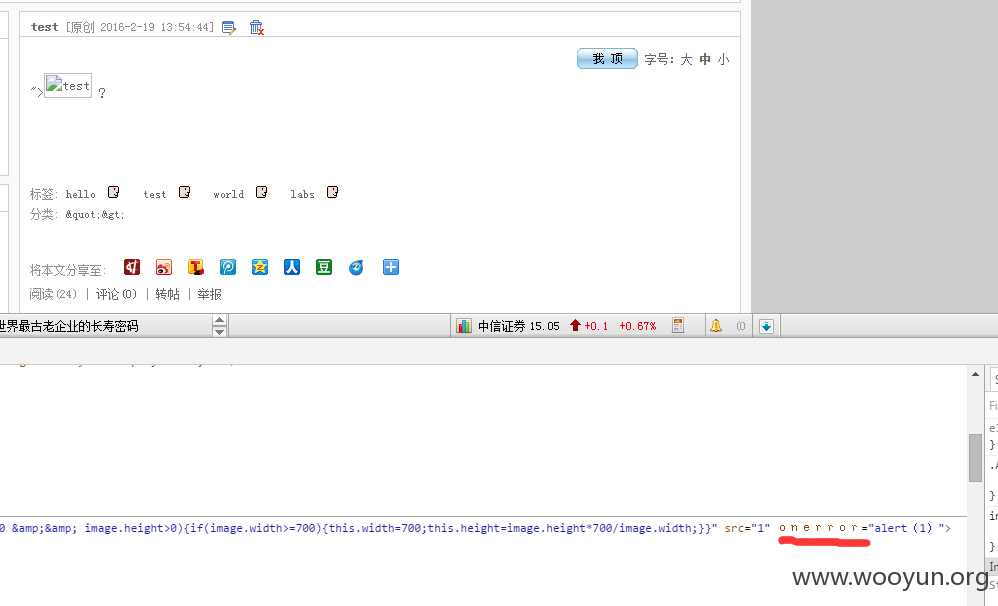 test [原创 2016-2-19 13:54:44]
我 顶 字号: 大 中 小
"> test ?
标签: hello test world labs
分类: &quot;&gt;
将本文分享至:
阅读(24) | 评论(0) | 转帖 | 举报
世界最古老企业的长寿密码 中信证券 15.05 +0.1 +0.67% (0
0 &amp;&amp; image.height>0){if(image.width>=700){this.width=700;this.height=image.height*700/image.width;}}" src="1" ｏｎｅｒｒｏｒ="alert（1）">
www.wooyun.org